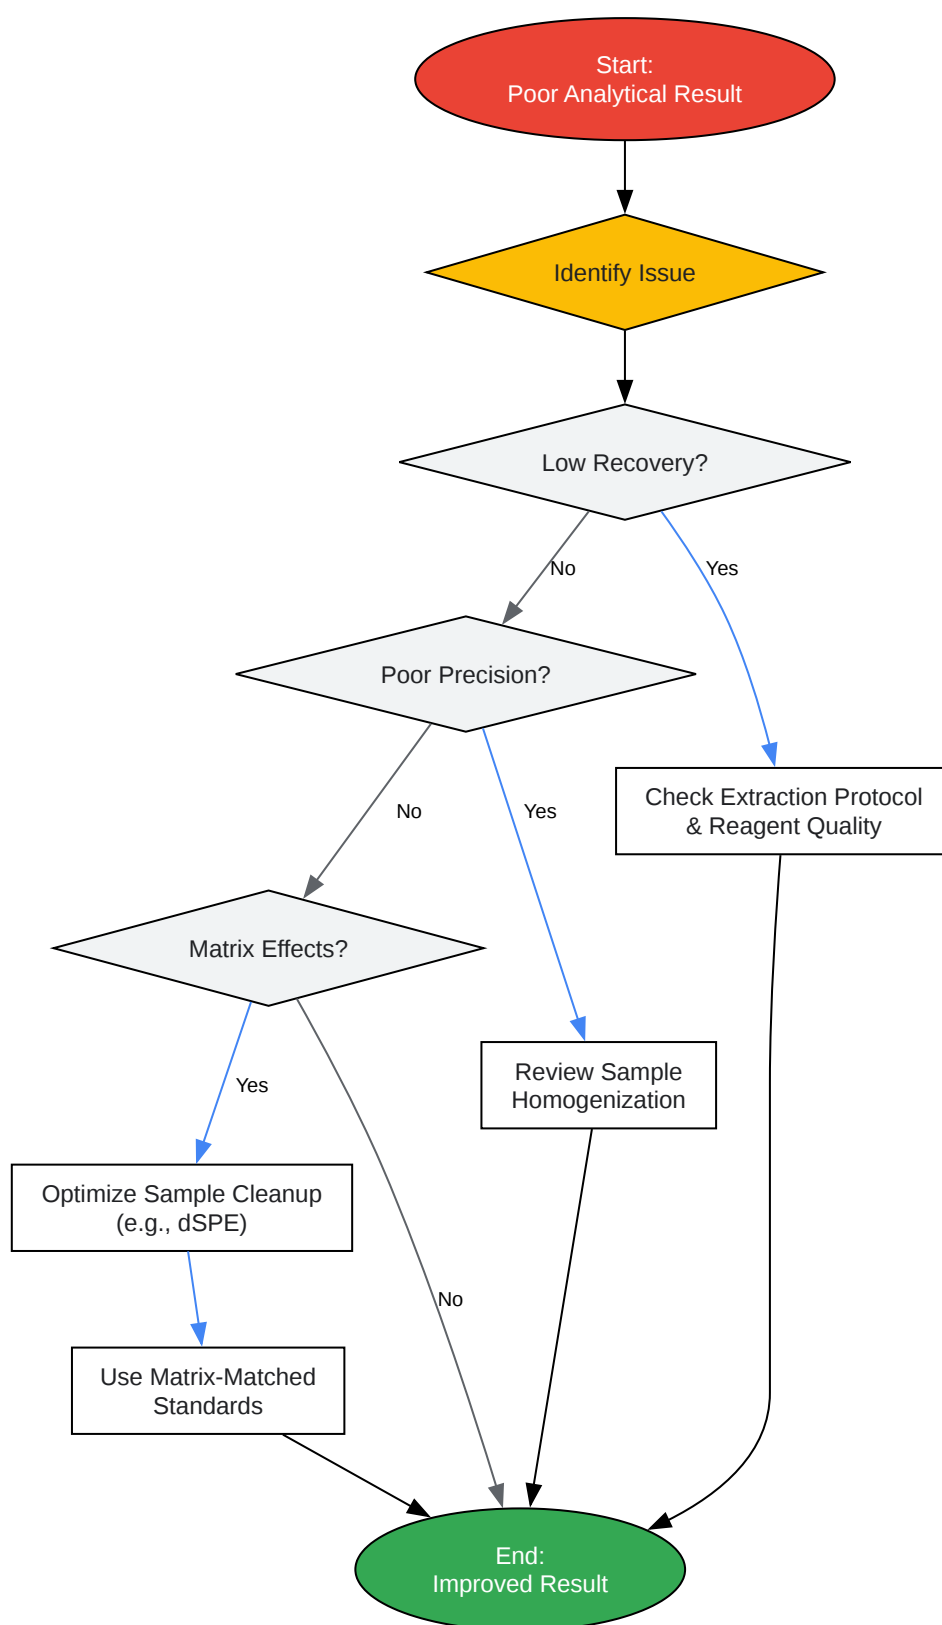 Start:
Poor Analytical Result
Identify Issue
Low Recovery?
No
Yes
Poor Precision?
No
Yes
Check Extraction Protocol
& Reagent Quality
Matrix Effects?
Yes
No
Review Sample
Homogenization
Optimize Sample Cleanup
(e.g., dSPE)
Use Matrix-Matched
Standards
End:
Improved Result